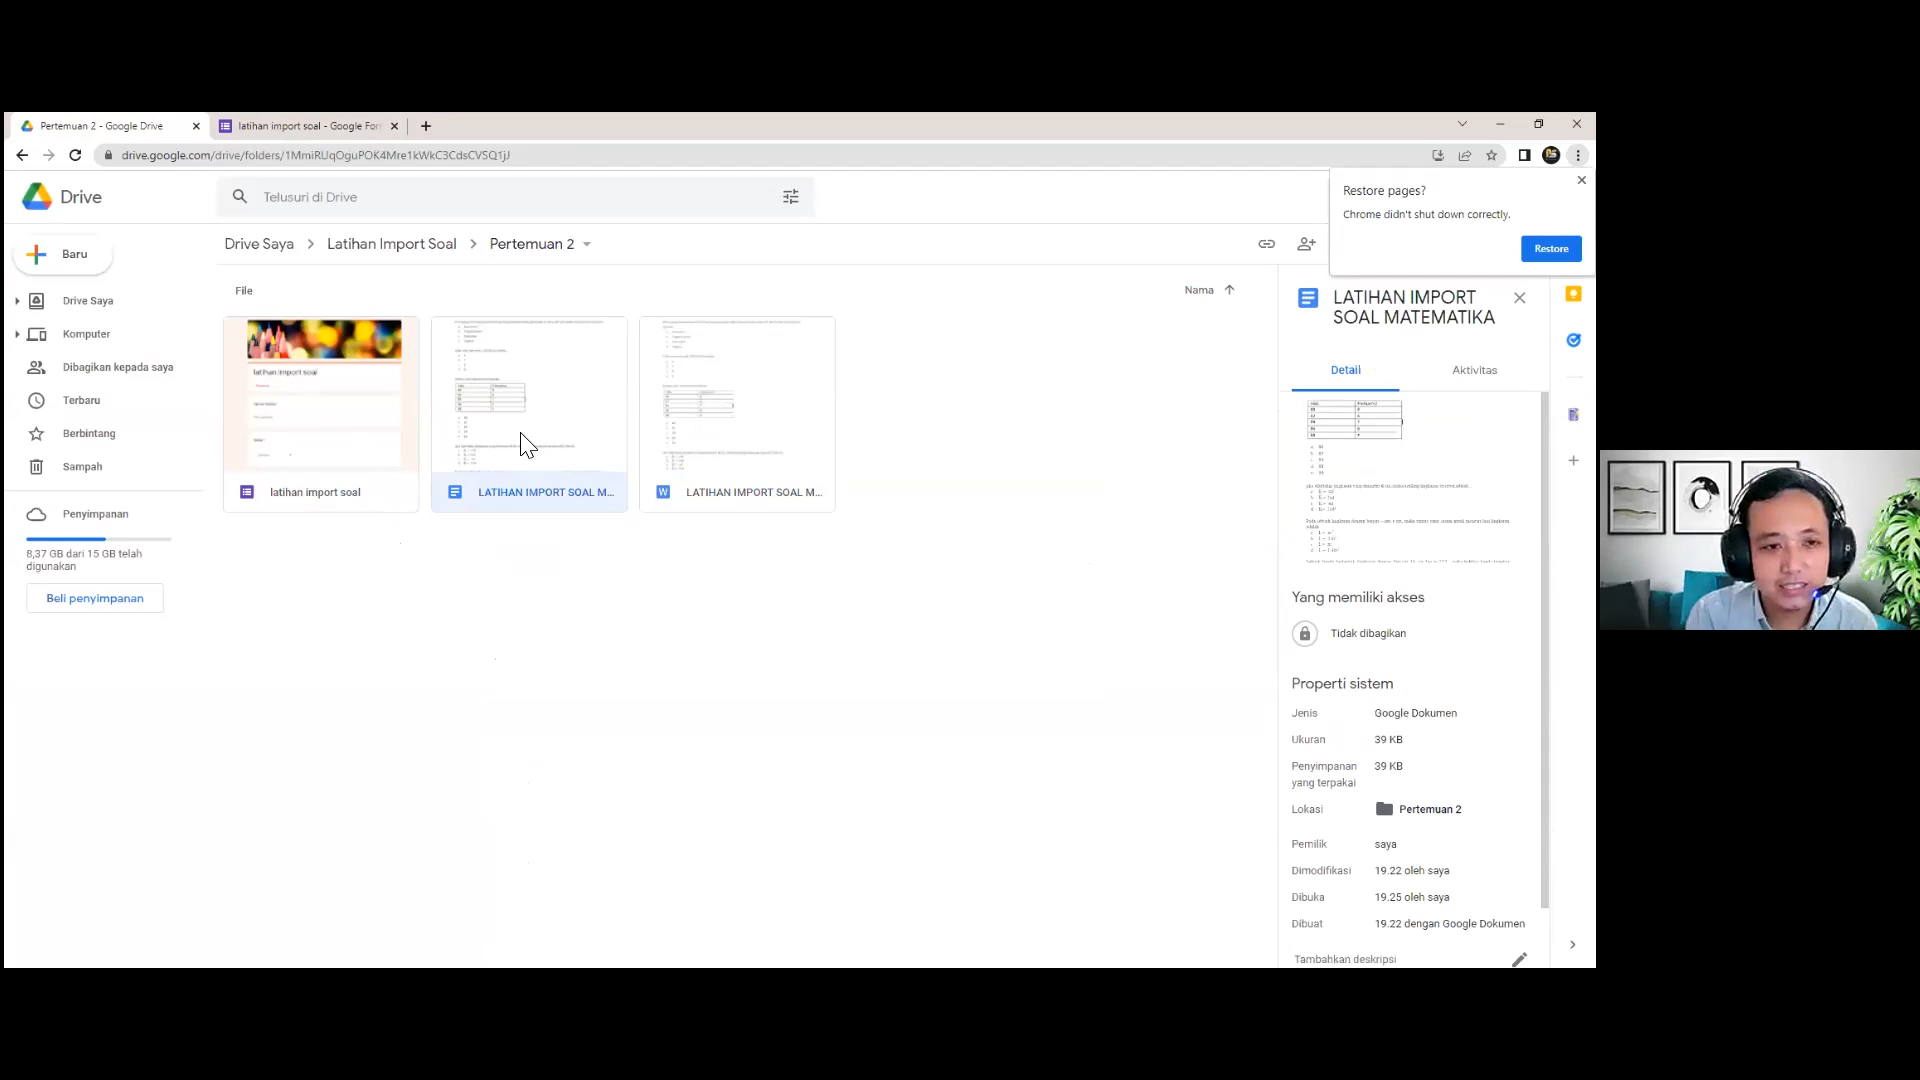 Pertemuan 2 - Google Drive
latihan import soal - Google For
drive.google.com/drive/folders/1MmiRUqOguPOK4Mre1kWkC3CdsCVSQ1jJ
Restore pages?
Chrome didn't shut down correctly.
Restore
Drive
Telusuri di Drive
Baru
Drive Saya
Latihan Import Soal
Pertemuan 2
File
Nama
Drive Saya
Komputer
Dibagikan kepada saya
Terbaru
Berbintang
Sampah
Penyimpanan
8,37 GB dari 15 GB telah
digunakan
Beli penyimpanan
latihan import soal
latihan import soal
LATIHAN IMPORT SOAL M...
LATIHAN IMPORT SOAL M...
LATIHAN IMPORT
SOAL MATEMATIKA
Detail
Aktivitas
Yang memiliki akses
Tidak dibagikan
Properti sistem
Jenis
Google Dokumen
Ukuran
39 KB
Penyimpanan
yang terpakai
39 KB
Lokasi
Pertemuan 2
Pemilik
saya
Dimodifikasi
19.22 oleh saya
Dibuka
19.25 oleh saya
Dibuat
19.22 dengan Google Dokumen
Tambahkan deskripsi